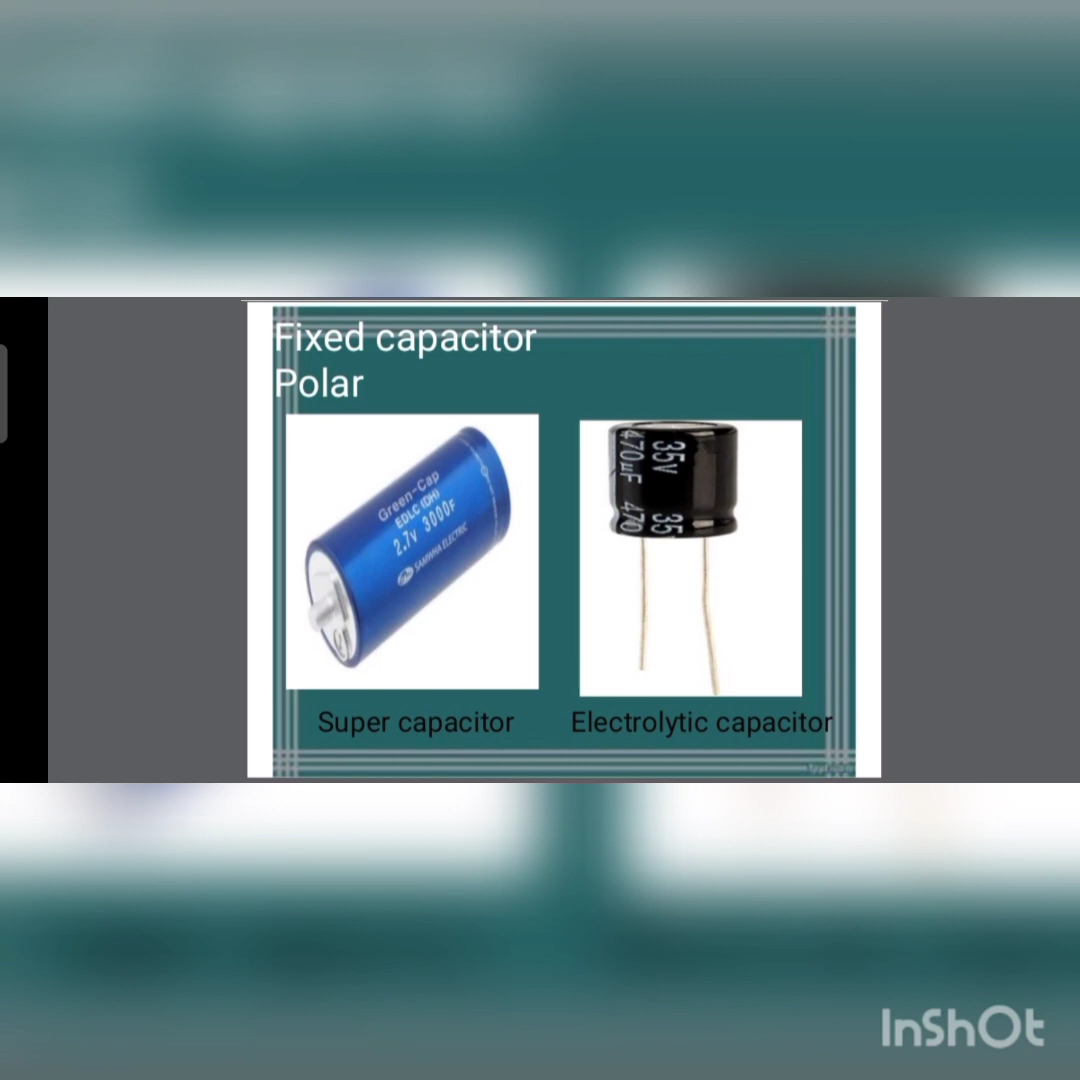 Fixed capacitor
Polar
Green-Cap
EDLC (DH)
2.7V 3000F
SAMWHA ELECTRIC
35V
470µF 470
35
Super capacitor
Electrolytic capacitor
InShOt